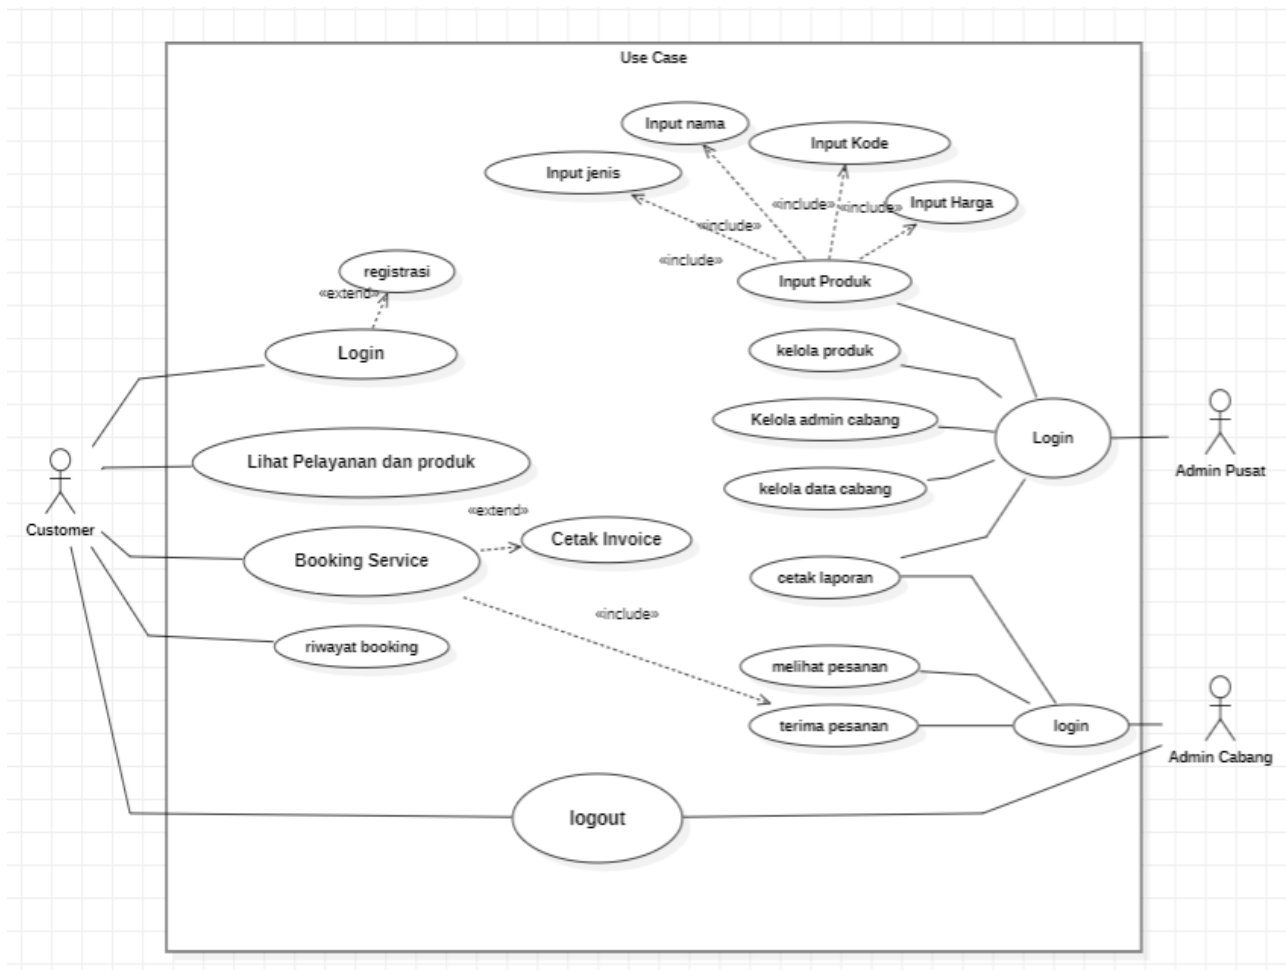 Use Case
Input nama
Input Kode
Input jenis
Input Harga
«include»
«include»
«include»
«include»
Input Produk
registrasi
«extend»
Login
kelola produk
Kelola admin cabang
Login
Admin Pusat
Lihat Pelayanan dan produk
kelola data cabang
Customer
«extend»
Cetak Invoice
Booking Service
cetak laporan
«include»
riwayat booking
melihat pesanan
terima pesanan
login
Admin Cabang
logout